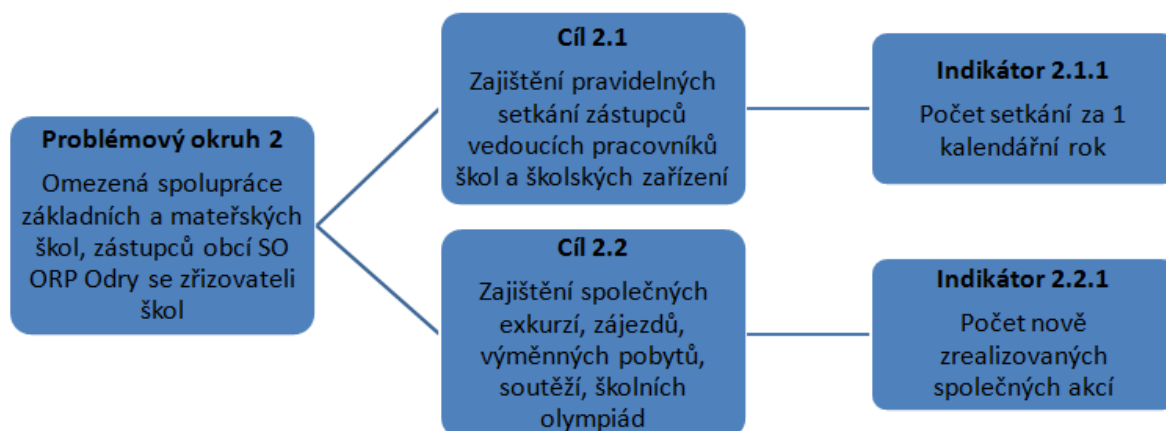 Problémový okruh 2
Omezená spolupráce
základních a mateřských
škol, zástupců obcí SO
ORP Odry se zřizovateli
škol
Cíl 2.1
Zajištění pravidelných
setkání zástupců
vedoucích pracovníků
škol a školských zařízení
Indikátor 2.1.1
Počet setkání za 1
kalendářní rok
Cíl 2.2
Zajištění společných
exkurzí, zájezdů,
výměnných pobytů,
soutěží, školních
olympiád
Indikátor 2.2.1
Počet nově
zrealizovaných
společných akcí